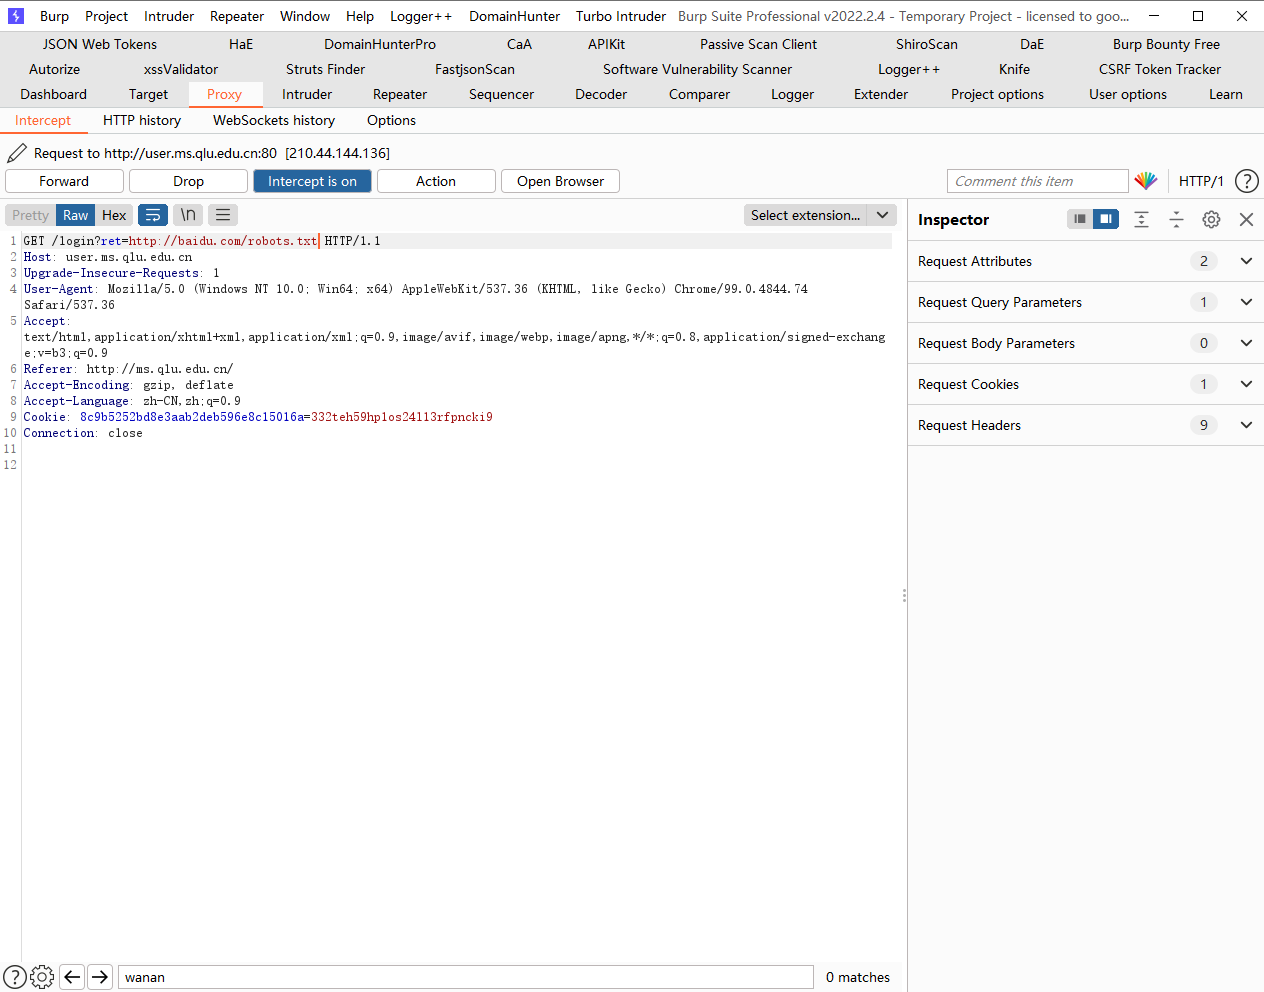 Burp Project Intruder Repeater Window Help Logger++ DomainHunter Turbo Intruder Burp Suite Professional v2022.2.4 - Temporary Project - licensed to goo...
JSON Web Tokens HaE DomainHunterPro CaA APIKit Passive Scan Client ShiroScan DaE Burp Bounty Free
Autorize xssValidator Struts Finder FastjsonScan Software Vulnerability Scanner Logger++ Knife CSRF Token Tracker
Dashboard Target Proxy Intruder Repeater Sequencer Decoder Comparer Logger Extender Project options User options Learn
Intercept HTTP history WebSockets history Options
Request to http://user.ms.qlu.edu.cn:80 [210.44.144.136]
Forward Drop Intercept is on Action Open Browser Comment this item HTTP/1 ?
Pretty Raw Hex \n Select extension... Inspector
1 GET /login?ret=http://baidu.com/robots.txt HTTP/1.1
2 Host: user.ms.qlu.edu.cn
3 Upgrade-Insecure-Requests: 1
4 User-Agent: Mozilla/5.0 (Windows NT 10.0; Win64; x64) AppleWebKit/537.36 (KHTML, like Gecko) Chrome/99.0.4844.74
Safari/537.36
5 Accept:
text/html,application/xhtml+xml,application/xml;q=0.9,image/avif,image/webp,image/apng,*/*;q=0.8,application/signed-exchang
e;v=b3;q=0.9
6 Referer: http://ms.qlu.edu.cn/
7 Accept-Encoding: gzip, deflate
8 Accept-Language: zh-CN,zh;q=0.9
9 Cookie: 8c9b5252bd8e3aab2deb596e8c15016a=332teh59hp1os24113rfpncki9
10 Connection: close
11
12
Request Attributes 2
Request Query Parameters 1
Request Body Parameters 0
Request Cookies 1
Request Headers 9
? wanan 0 matches